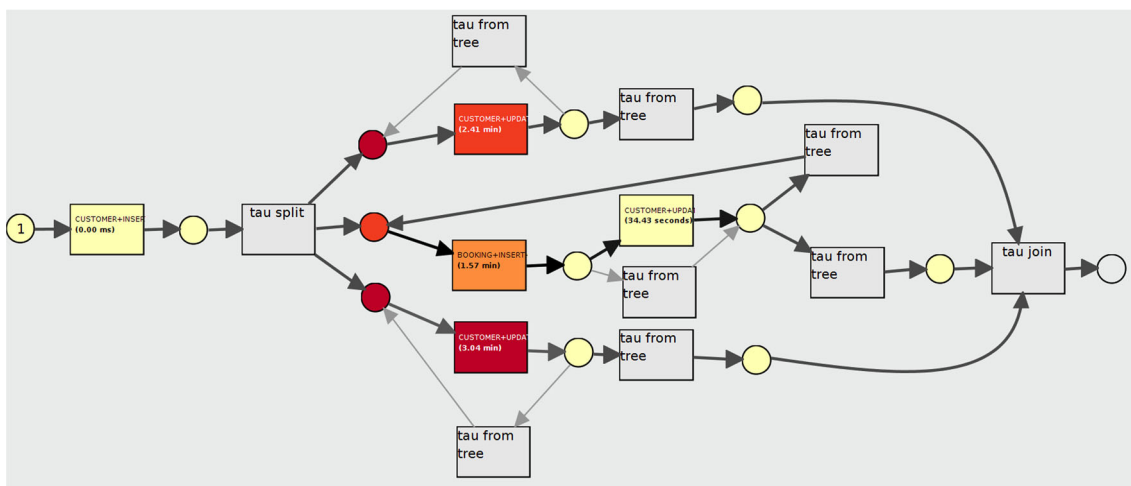 tau from
tree
CUSTOMER+UPDAT
(2.41 min)
tau from
tree
tau from
tree
1
CUSTOMER+INSER
(0.00 ms)
tau split
CUSTOMER+UPDAT
(34.43 seconds)
BOOKING+INSERT
(1.57 min)
tau from
tree
tau from
tree
tau join
CUSTOMER+UPDAT
(3.04 min)
tau from
tree
tau from
tree